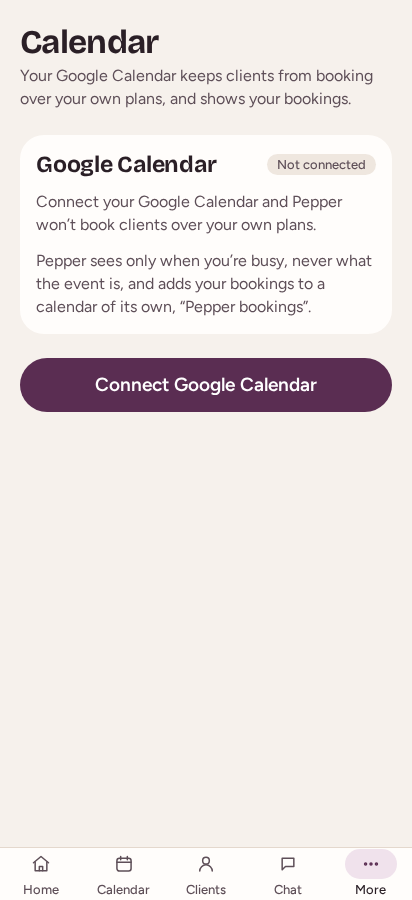 Calendar
Your Google Calendar keeps clients from booking
over your own plans, and shows your bookings.
Google Calendar
Not connected
Connect your Google Calendar and Pepper
won’t book clients over your own plans.
Pepper sees only when you’re busy, never what
the event is, and adds your bookings to a
calendar of its own, “Pepper bookings”.
Connect Google Calendar
Home
Calendar
Clients
Chat
More